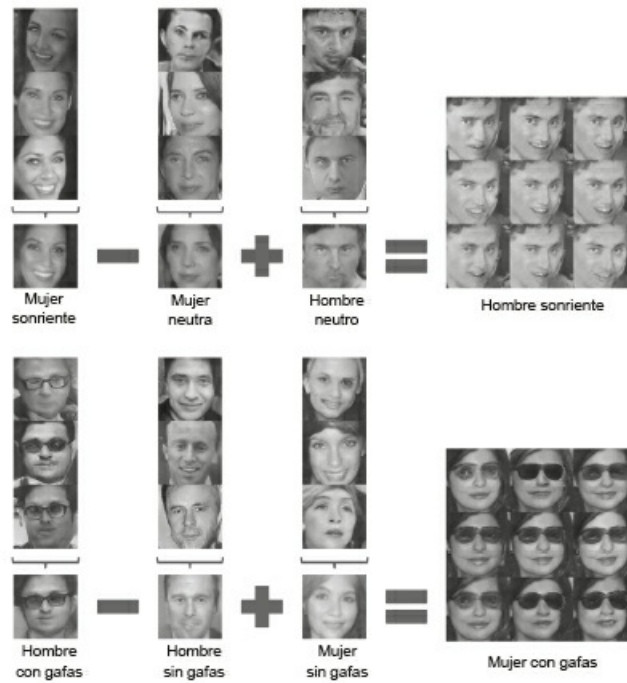 Mujer
sonriente
Mujer
neutra
Hombre
neutro
Hombre sonriente
Hombre
con gafas
Hombre
sin gafas
Mujer
sin gafas
Mujer con gafas